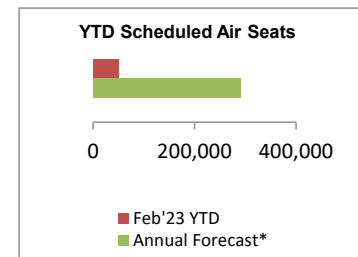 YTD Scheduled Air Seats
0 200,000 400,000
Feb'23 YTD
Annual Forecast*